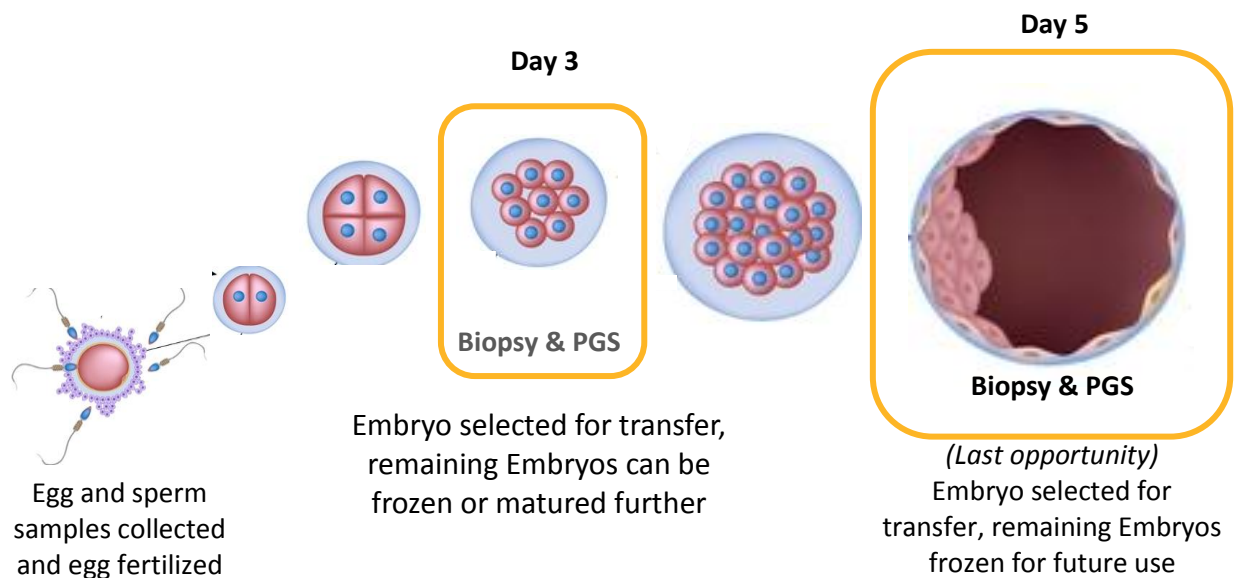 Day 3
Day 5
Biopsy & PGS
Biopsy & PGS
Egg and sperm
samples collected
and egg fertilized
Embryo selected for transfer,
remaining Embryos can be
frozen or matured further
(Last opportunity)
Embryo selected for
transfer, remaining Embryos
frozen for future use